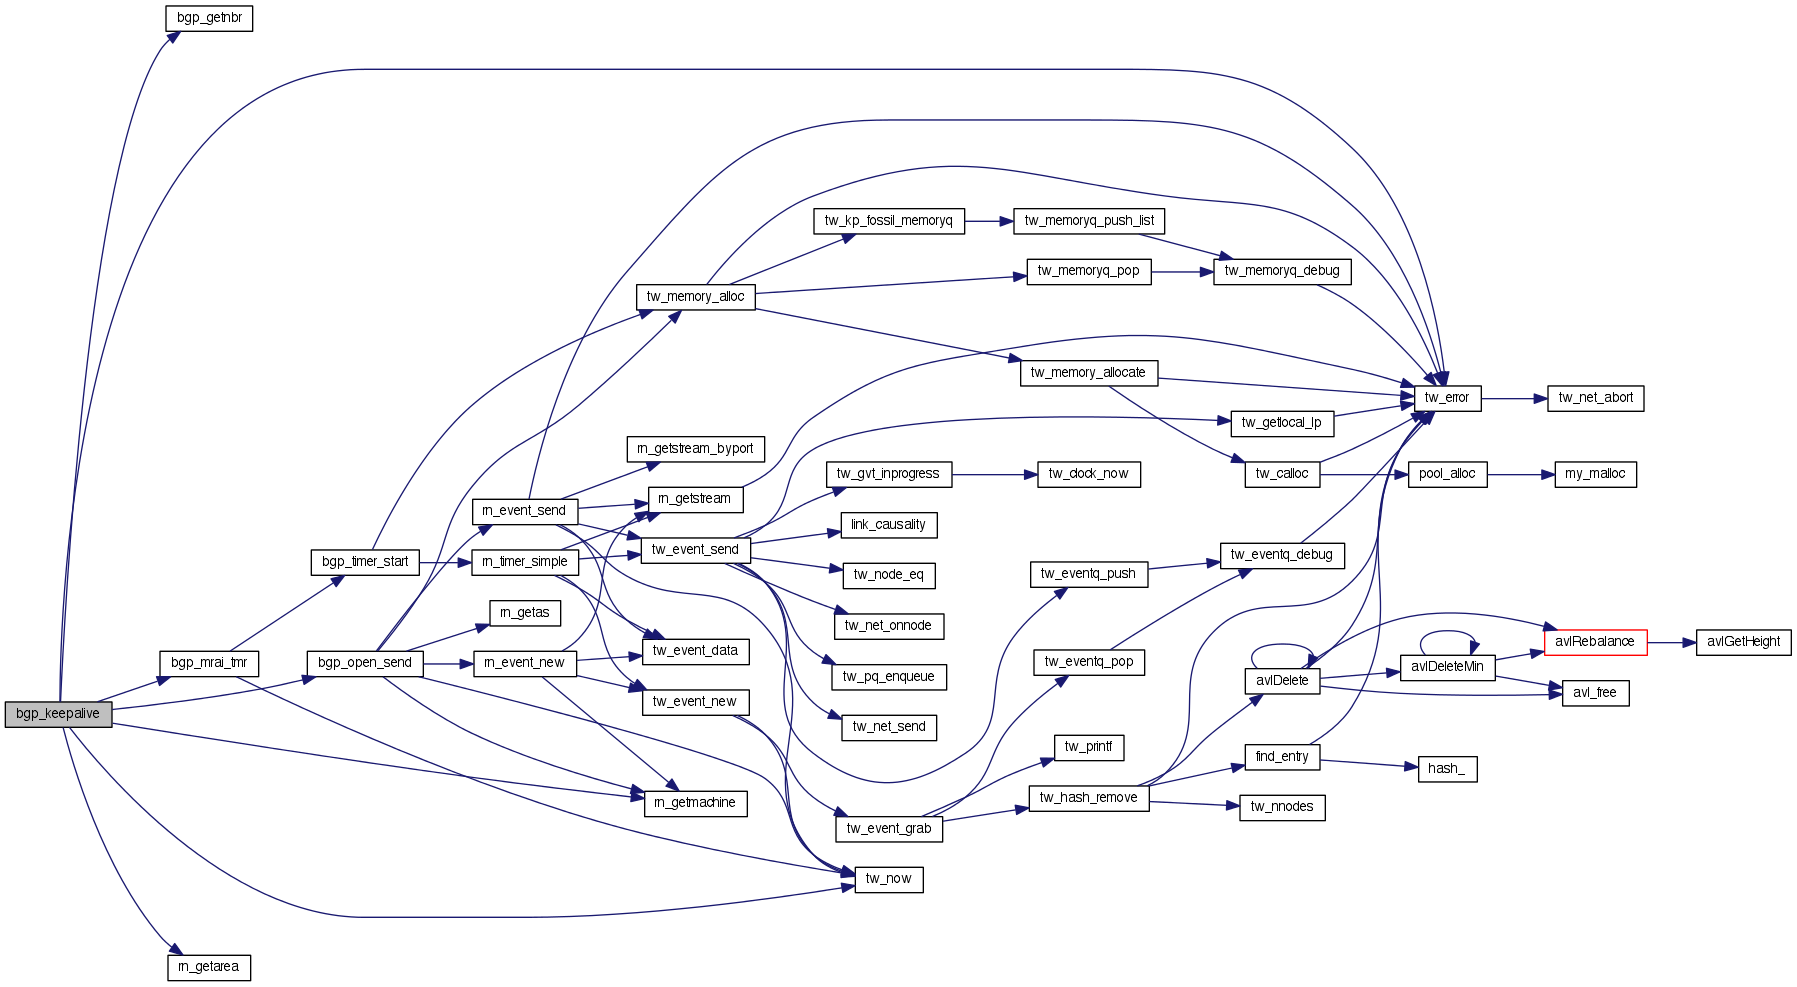 bgp_getnbr
tw_kp_fossil_memoryq
tw_memoryq_push_list
tw_memoryq_pop
tw_memoryq_debug
tw_memory_alloc
tw_memory_allocate
tw_error
tw_net_abort
tw_getlocal_lp
rn_getstream_byport
tw_gvt_inprogress
tw_clock_now
tw_calloc
pool_alloc
my_malloc
rn_event_send
rn_getstream
link_causality
bgp_timer_start
rn_timer_simple
tw_event_send
tw_node_eq
tw_eventq_push
tw_eventq_debug
rn_getas
tw_net_onnode
bgp_mrai_tmr
bgp_open_send
rn_event_new
tw_event_data
tw_pq_enqueue
tw_eventq_pop
avlDelete
avlDeleteMin
avlRebalance
avlGetHeight
avl_free
bgp_keepalive
tw_event_new
tw_net_send
tw_printf
find_entry
hash_
rn_getmachine
tw_event_grab
tw_hash_remove
tw_nnodes
tw_now
rn_getarea